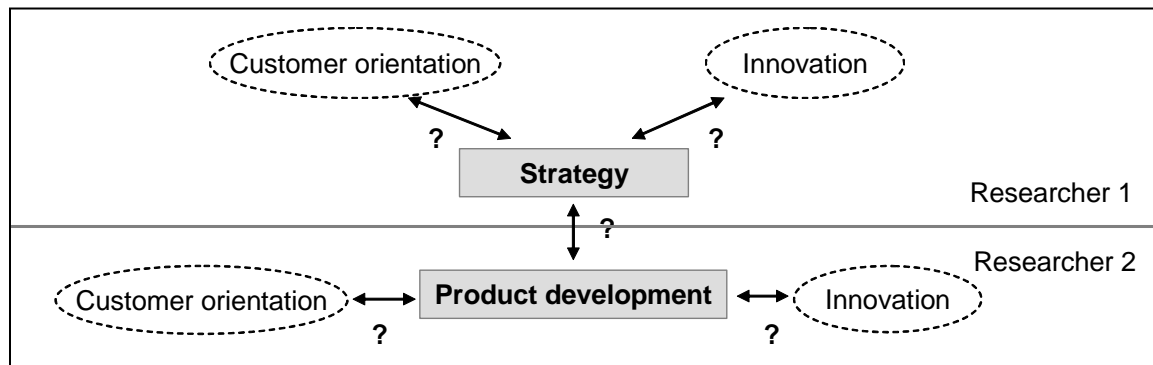 Customer orientation
Innovation
?
?
Strategy
Researcher 1
?
Researcher 2
Customer orientation
Product development
Innovation
?
?